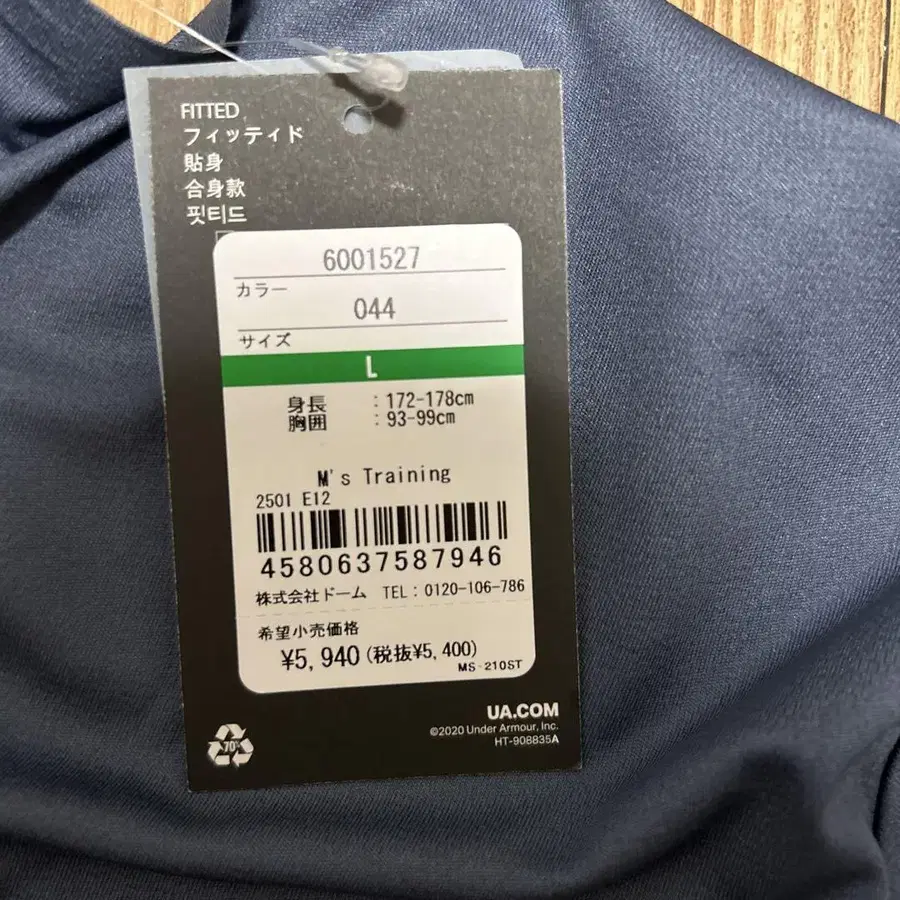 FITTED
フィッティド
貼身
合身款
핏티드
6001527
カラー
044
サイズ
L
身長 : 172-178cm
胸囲 : 93-99cm
M's Training
2501 E12
4580637587946
株式会社ドーム TEL : 0120-106-786
希望小売価格
¥5,940 (税抜¥5,400)
MS-210ST
70%
UA.COM
©2020 Under Armour, Inc.
HT-908835A